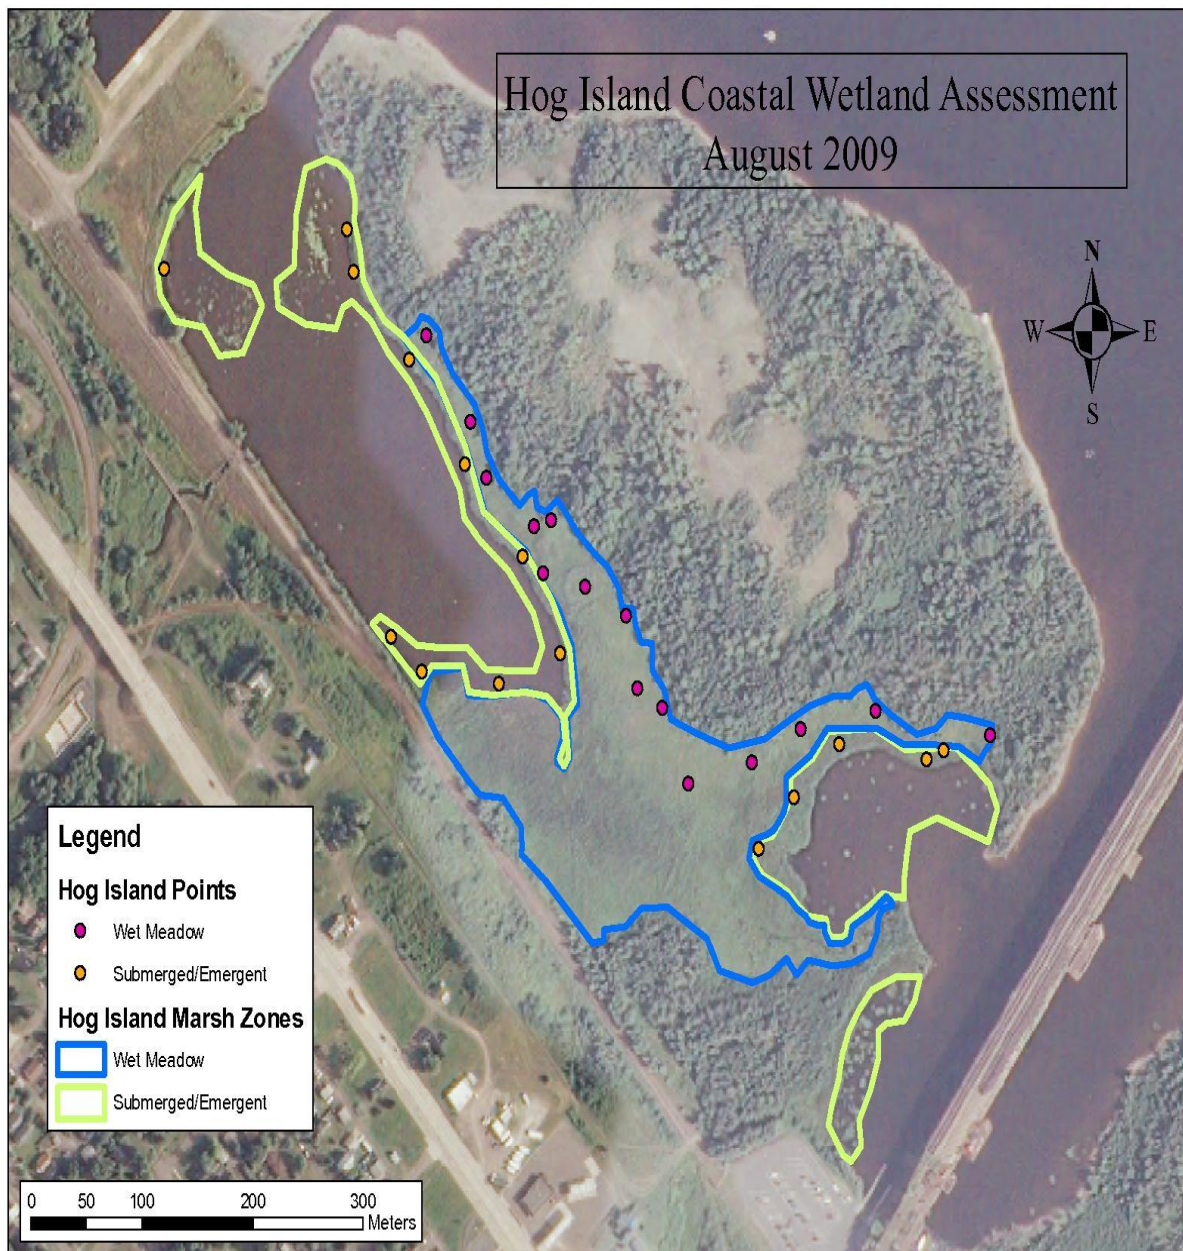 Hog Island Coastal Wetland Assessment
August 2009
N
W E
S
Legend
Hog Island Points
Wet Meadow
Submerged/Emergent
Hog Island Marsh Zones
Wet Meadow
Submerged/Emergent
0 50 100 200 300
Meters